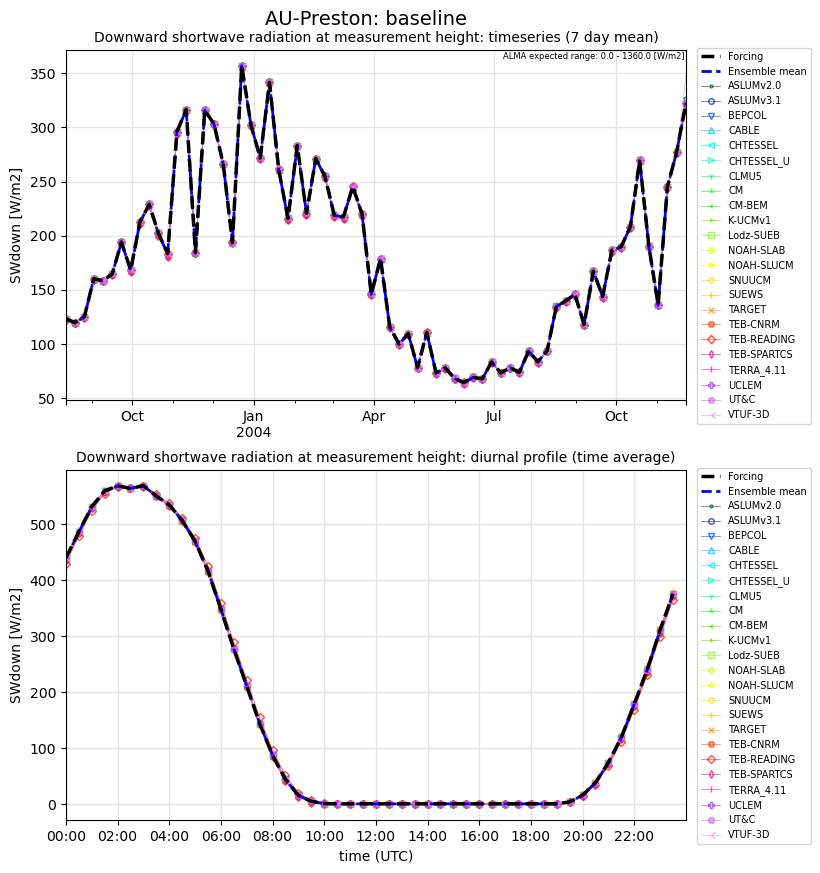 AU-Preston: baseline
Downward shortwave radiation at measurement height: timeseries (7 day mean)
ALMA expected range: 0.0 - 1360.0 [W/m2]
SWdown [W/m2]
350
300
250
200
150
100
50
Oct
Jan
2004
Apr
Jul
Oct
Forcing
Ensemble mean
ASLUMv2.0
ASLUMv3.1
BEPCOL
CABLE
CHTESSEL
CHTESSEL_U
CLMU5
CM
CM-BEM
K-UCMv1
Lodz-SUEB
NOAH-SLAB
NOAH-SLUCM
SNUUCM
SUEWS
TARGET
TEB-CNRM
TEB-READING
TEB-SPARTCS
TERRA_4.11
UCLEM
UT&C
VTUF-3D
Downward shortwave radiation at measurement height: diurnal profile (time average)
SWdown [W/m2]
500
400
300
200
100
0
00:00
02:00
04:00
06:00
08:00
10:00
12:00
14:00
16:00
18:00
20:00
22:00
time (UTC)
Forcing
Ensemble mean
ASLUMv2.0
ASLUMv3.1
BEPCOL
CABLE
CHTESSEL
CHTESSEL_U
CLMU5
CM
CM-BEM
K-UCMv1
Lodz-SUEB
NOAH-SLAB
NOAH-SLUCM
SNUUCM
SUEWS
TARGET
TEB-CNRM
TEB-READING
TEB-SPARTCS
TERRA_4.11
UCLEM
UT&C
VTUF-3D